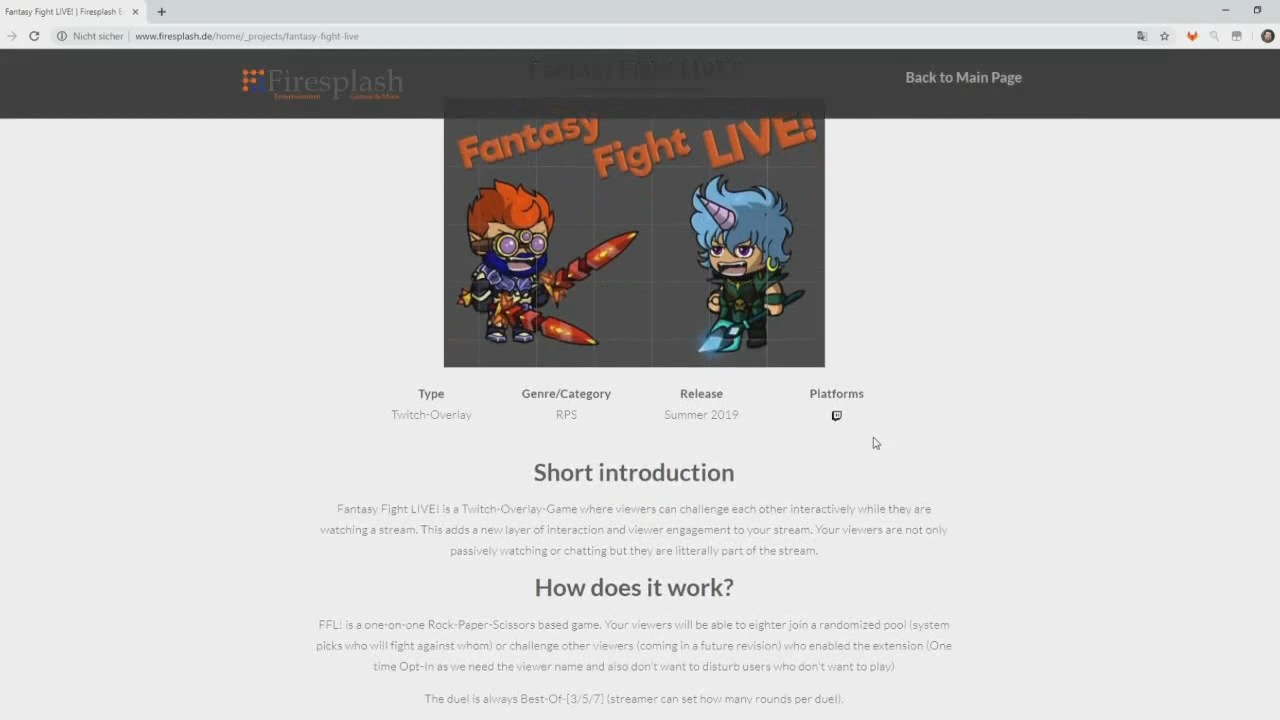 Fantasy Fight LIVE! | Firesplash E
Nicht sicher | www.firesplash.de/home/_projects/fantasy-fight-live
Fantasy Fight LIVE!
Firesplash
Entertainment Games & More
Back to Main Page
Fantasy Fight LIVE!
Type Genre/Category Release Platforms
Twitch-Overlay RPS Summer 2019
Short introduction
Fantasy Fight LIVE! is a Twitch-Overlay-Game where viewers can challenge each other interactively while they are
watching a stream. This adds a new layer of interaction and viewer engagement to your stream. Your viewers are not only
passively watching or chatting but they are litterally part of the stream.
How does it work?
FFL! is a one-on-one Rock-Paper-Scissors based game. Your viewers will be able to eighter join a randomized pool (system
picks who will fight against whom) or challenge other viewers (coming in a future revision) who enabled the extension (One
time Opt-In as we need the viewer name and also don't want to disturb users who don't want to play)
The duel is always Best-Of-[3/5/7] (streamer can set how many rounds per duel).